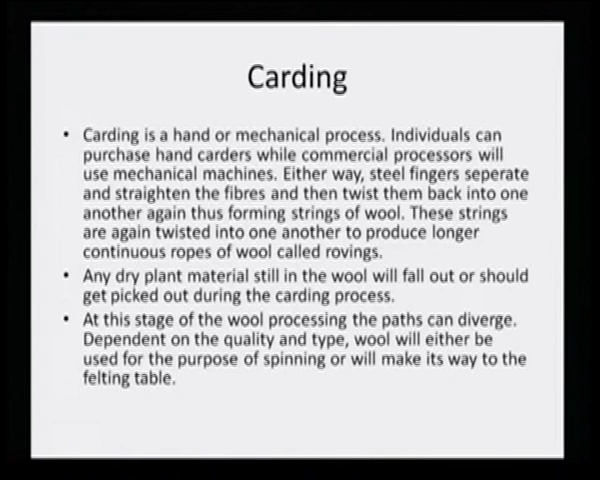 Carding
• Carding is a hand or mechanical process. Individuals can
purchase hand carders while commercial processors will
use mechanical machines. Either way, steel fingers seperate
and straighten the fibres and then twist them back into one
another again thus forming strings of wool. These strings
are again twisted into one another to produce longer
continuous ropes of wool called rovings.
• Any dry plant material still in the wool will fall out or should
get picked out during the carding process.
• At this stage of the wool processing the paths can diverge.
Dependent on the quality and type, wool will either be
used for the purpose of spinning or will make its way to the
felting table.